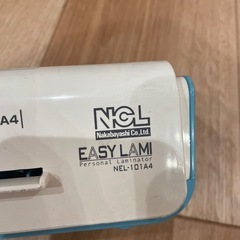 A4
NCL
Nakabayashi Co.,Ltd.
EASY LAMI
Personal Laminator
NEL-101A4